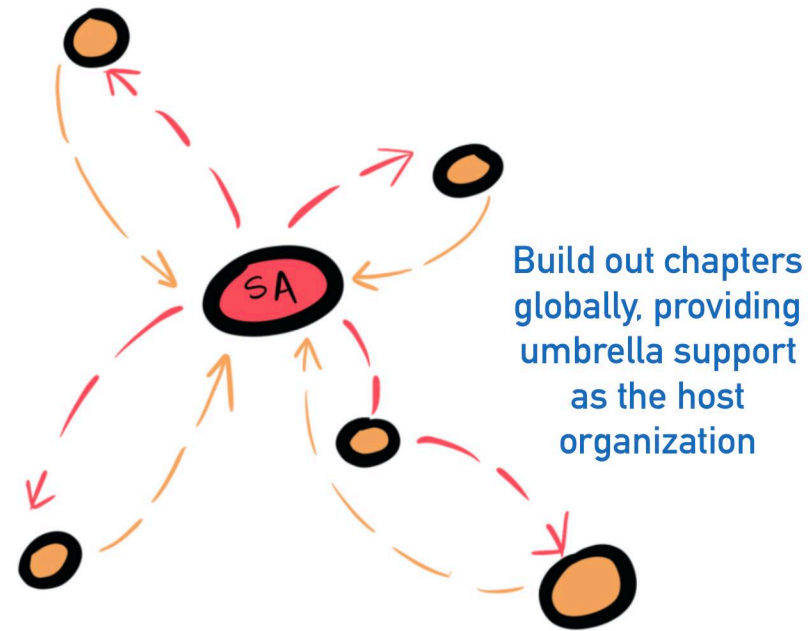 SA
Build out chapters
globally, providing
umbrella support
as the host
organization